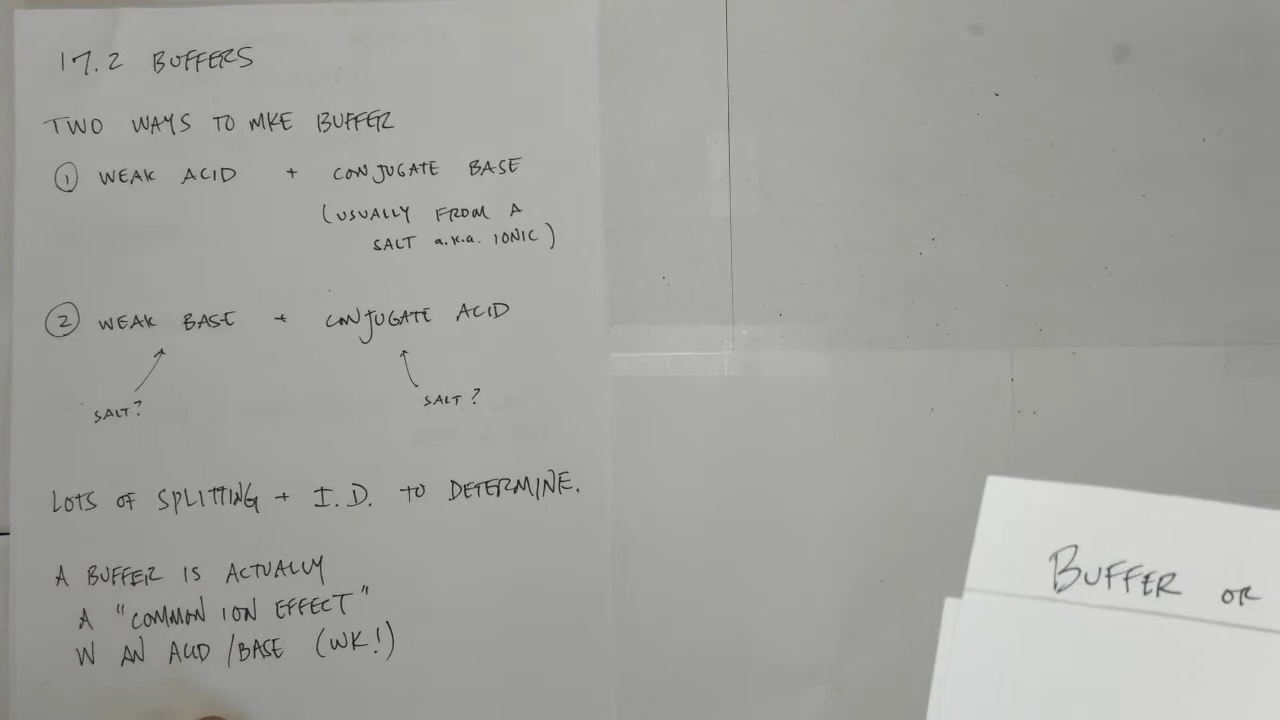 17.2 BUFFERS
TWO WAYS TO MKE BUFFER
① WEAK ACID + CONJUGATE BASE
(USUALLY FROM A
SALT a.k.a. IONIC)
② WEAK BASE + CONJUGATE ACID
SALT? SALT?
LOTS OF SPLITTING + I.D. TO DETERMINE.
A BUFFER IS ACTUALLY
A "COMMON ION EFFECT"
W AN ACID/BASE (WK!)
BUFFER OR